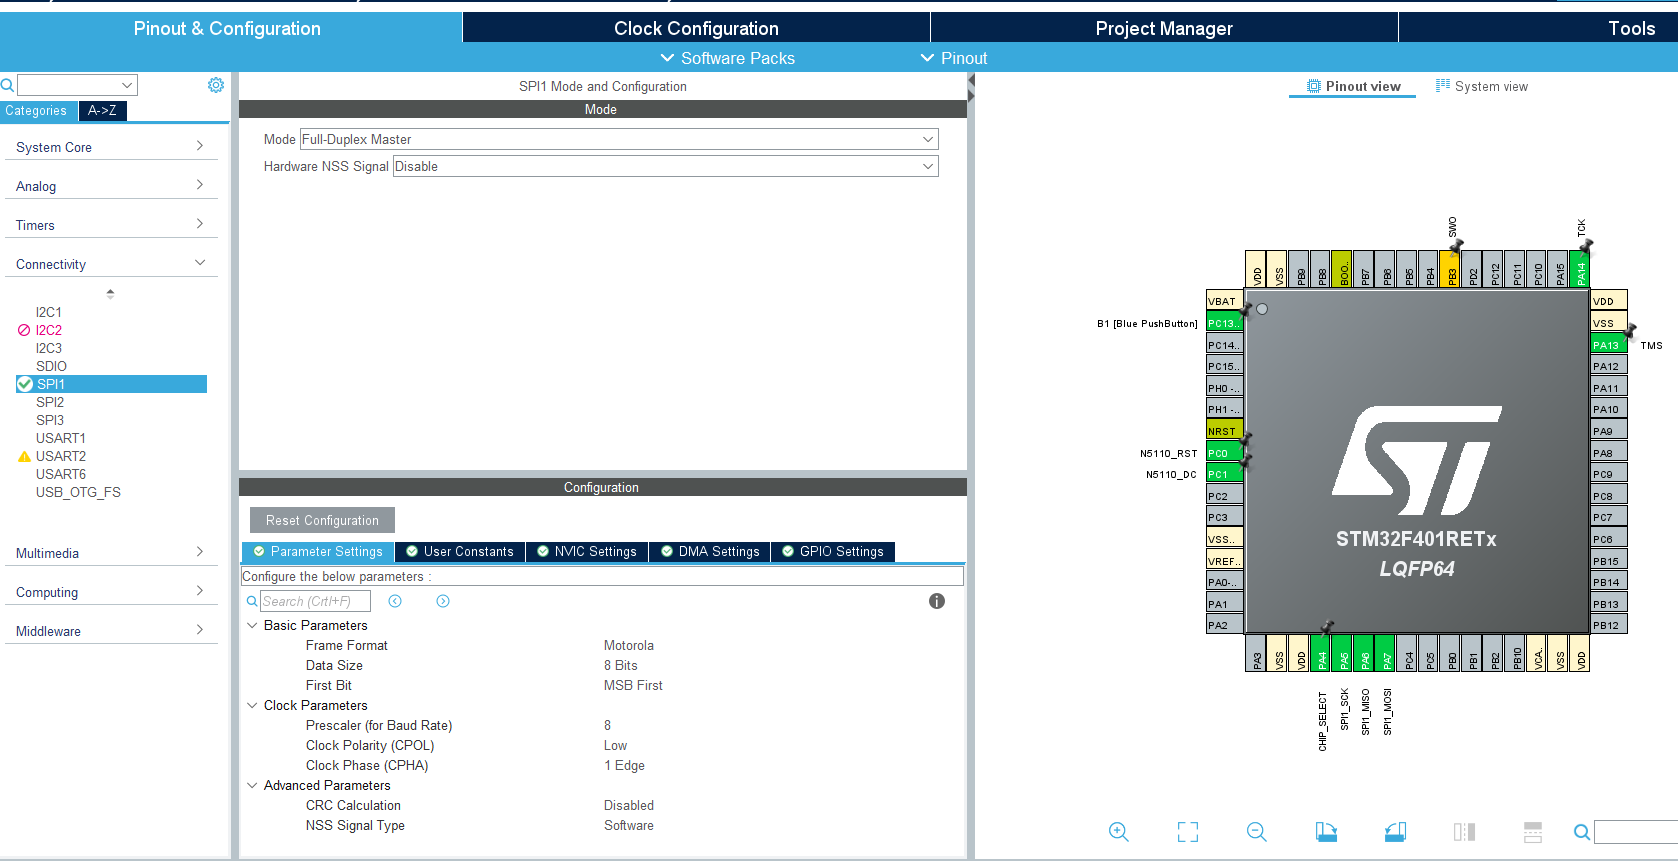 Pinout & Configuration
Clock Configuration
Project Manager
Tools
Software Packs
Pinout
Categories
A->Z
System Core
Analog
Timers
Connectivity
I2C1
I2C2
I2C3
SDIO
SPI1
SPI2
SPI3
USART1
USART2
USART6
USB_OTG_FS
Multimedia
Computing
Middleware
SPI1 Mode and Configuration
Mode
Mode Full-Duplex Master
Hardware NSS Signal Disable
Configuration
Reset Configuration
Parameter Settings
User Constants
NVIC Settings
DMA Settings
GPIO Settings
Configure the below parameters :
Search (Crtl+F)
Basic Parameters
Frame Format Motorola
Data Size 8 Bits
First Bit MSB First
Clock Parameters
Prescaler (for Baud Rate) 8
Clock Polarity (CPOL) Low
Clock Phase (CPHA) 1 Edge
Advanced Parameters
CRC Calculation Disabled
NSS Signal Type Software
Pinout view
System view
SWO
TCK
VDD
VSS
PB9
PB8
BOO..
PB7
PB6
PB5
PB4
PB3
PD2
PC12
PC11
PC10
PA15
PA14
VBAT
B1 [Blue PushButton] PC13..
PC14..
PC15..
PH0 -..
PH1 -..
NRST
N5110_RST PC0
N5110_DC PC1
PC2
PC3
VSS..
VREF..
PA0-..
PA1
PA2
STM32F401RETx
LQFP64
VDD
VSS
PA13 TMS
PA12
PA11
PA10
PA9
PA8
PC9
PC8
PC7
PC6
PB15
PB14
PB13
PB12
PA3
VSS
VDD
PA4
PA5
PA6
PA7
PC4
PC5
PB0
PB1
PB2
PB10
VCA..
VSS
VDD
CHIP_SELECT
SPI1_SCK
SPI1_MISO
SPI1_MOSI